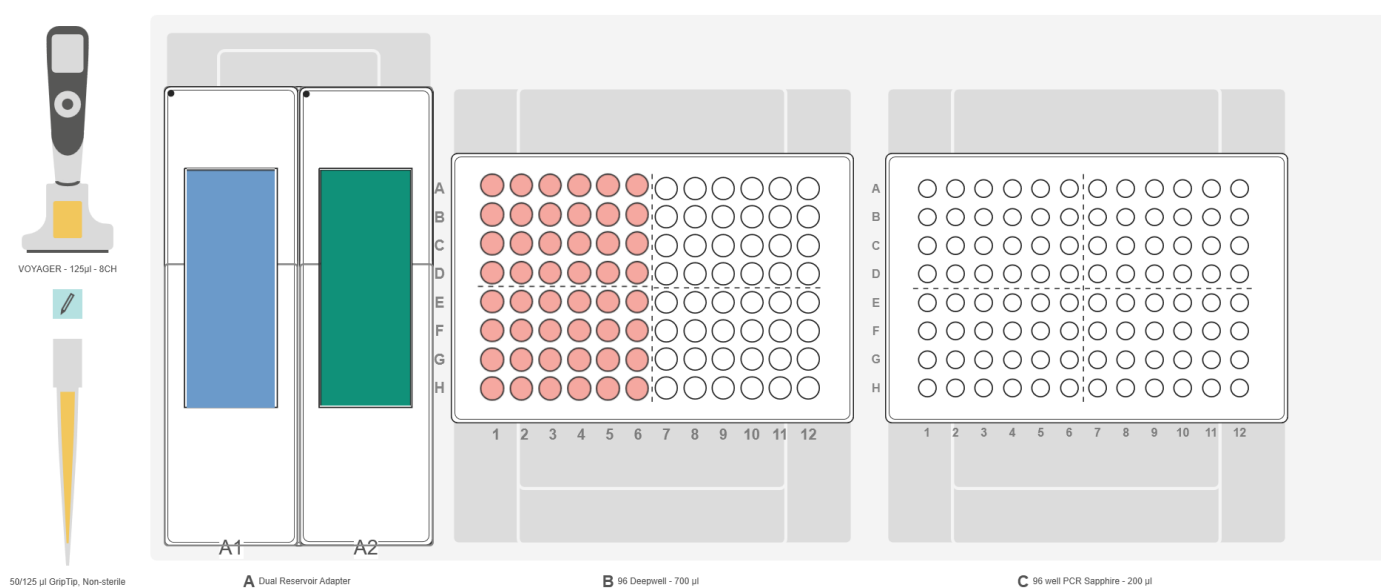 VOYAGER - 125µl - 8CH
50/125 µl GripTip, Non-sterile
A1 A2
A Dual Reservoir Adapter
A
B
C
D
E
F
G
H
1 2 3 4 5 6 7 8 9 10 11 12
B 96 Deepwell - 700 µl
A
B
C
D
E
F
G
H
1 2 3 4 5 6 7 8 9 10 11 12
C 96 well PCR Sapphire - 200 µl